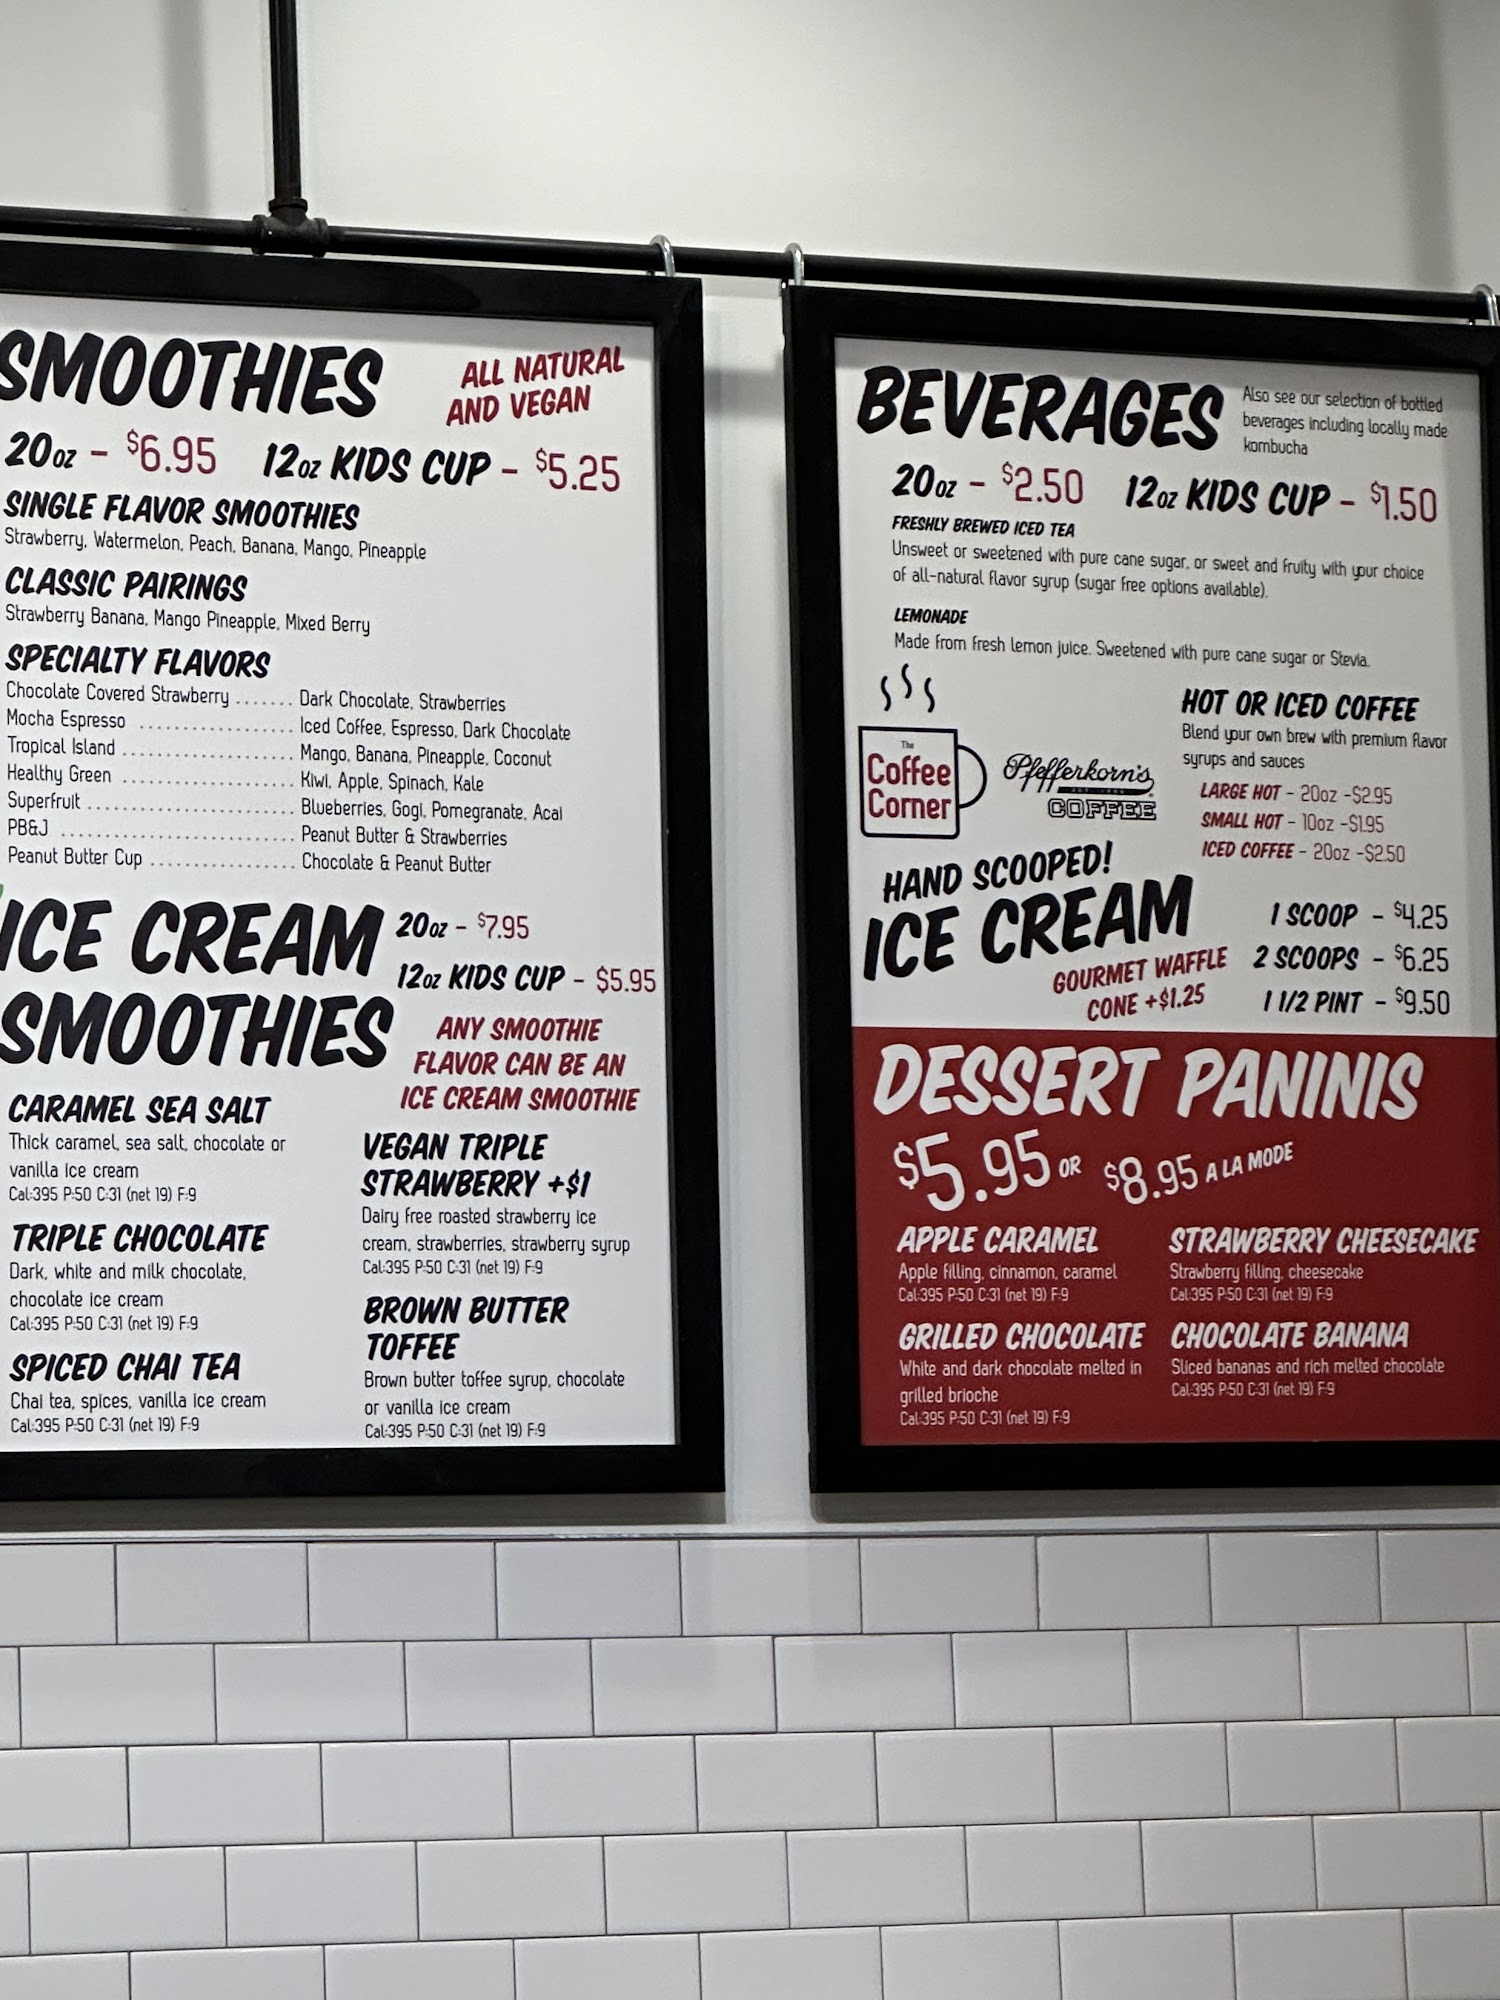 SMOOTHIES
ALL NATURAL
AND VEGAN
20oz - $6.95 12oz KIDS CUP - $5.25
SINGLE FLAVOR SMOOTHIES
Strawberry, Watermelon, Peach, Banana, Mango, Pineapple
CLASSIC PAIRINGS
Strawberry Banana, Mango Pineapple, Mixed Berry
SPECIALTY FLAVORS
Chocolate Covered Strawberry ....... Dark Chocolate, Strawberries
Mocha Espresso .................... Iced Coffee, Espresso, Dark Chocolate
Tropical Island ...................... Mango, Banana, Pineapple, Coconut
Healthy Green ...................... Kiwi, Apple, Spinach, Kale
Superfruit ........................... Blueberries, Gogi, Pomegranate, Acai
PB&J .............................. Peanut Butter & Strawberries
Peanut Butter Cup .................. Chocolate & Peanut Butter
ICE CREAM
SMOOTHIES
20oz - $7.95
12oz KIDS CUP - $5.95
ANY SMOOTHIE
FLAVOR CAN BE AN
ICE CREAM SMOOTHIE
CARAMEL SEA SALT
Thick caramel, sea salt, chocolate or
vanilla ice cream
Cal:395 P:50 C:31 (net 19) F:9
TRIPLE CHOCOLATE
Dark, white and milk chocolate,
chocolate ice cream
Cal:395 P:50 C:31 (net 19) F:9
SPICED CHAI TEA
Chai tea, spices, vanilla ice cream
Cal:395 P:50 C:31 (net 19) F:9
VEGAN TRIPLE
STRAWBERRY +$1
Dairy free roasted strawberry ice
cream, strawberries, strawberry syrup
Cal:395 P:50 C:31 (net 19) F:9
BROWN BUTTER
TOFFEE
Brown butter toffee syrup, chocolate
or vanilla ice cream
Cal:395 P:50 C:31 (net 19) F:9
BEVERAGES
Also see our selection of bottled
beverages including locally made
kombucha
20oz - $2.50 12oz KIDS CUP - $1.50
FRESHLY BREWED ICED TEA
Unsweet or sweetened with pure cane sugar, or sweet and fruity with your choice
of all-natural flavor syrup (sugar free options available).
LEMONADE
Made from fresh lemon juice. Sweetened with pure cane sugar or Stevia.
The
Coffee
Corner
Pfefferkorn's
EST. 1900
COFFEE
HOT OR ICED COFFEE
Blend your own brew with premium flavor
syrups and sauces
LARGE HOT - 20oz -$2.95
SMALL HOT - 10oz -$1.95
ICED COFFEE - 20oz -$2.50
HAND SCOOPED!
ICE CREAM
GOURMET WAFFLE
CONE +$1.25
1 SCOOP - $4.25
2 SCOOPS - $6.25
1 1/2 PINT - $9.50
DESSERT PANINIS
$5.95 OR $8.95 A LA MODE
APPLE CARAMEL
Apple filling, cinnamon, caramel
Cal:395 P:50 C:31 (net 19) F:9
STRAWBERRY CHEESECAKE
Strawberry filling, cheesecake
Cal:395 P:50 C:31 (net 19) F:9
GRILLED CHOCOLATE
White and dark chocolate melted in
grilled brioche
Cal:395 P:50 C:31 (net 19) F:9
CHOCOLATE BANANA
Sliced bananas and rich melted chocolate
Cal:395 P:50 C:31 (net 19) F:9